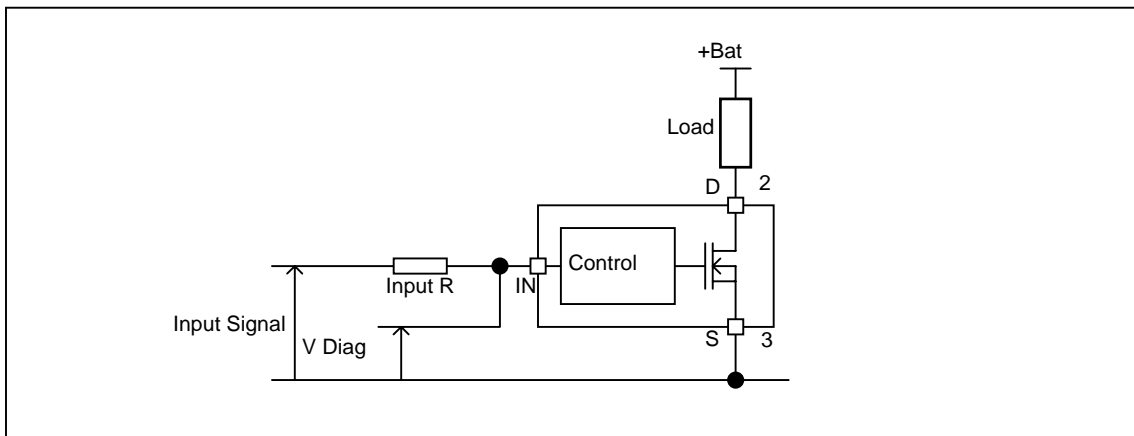 +Bat
Load
D 2
Control
Input R
IN
Input Signal
V Diag
S 3